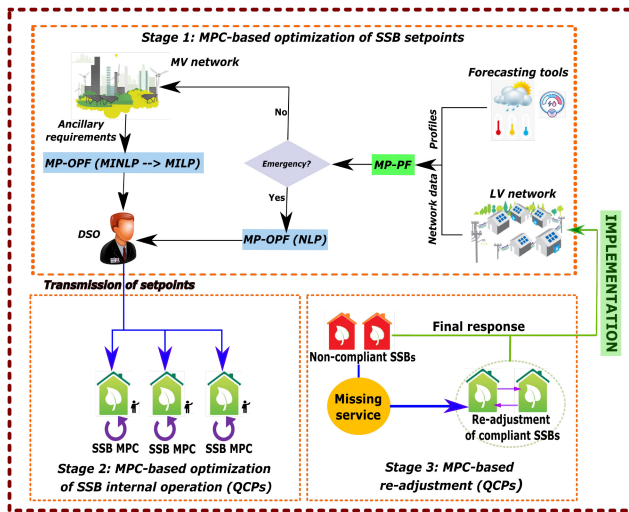 Stage 1: MPC-based optimization of SSB setpoints
MV network
Forecasting tools
Ancillary
requirements
No
Profiles
MP-OPF (MINLP --> MILP)
Emergency?
MP-PF
Network data
LV network
Yes
DSO
MP-OPF (NLP)
IMPLEMENTATION
Transmission of setpoints
Final response
Non-compliant SSBs
Missing
service
Re-adjustment
of compliant SSBs
SSB MPC
SSB MPC
SSB MPC
Stage 2: MPC-based optimization
of SSB internal operation (QCPs)
Stage 3: MPC-based
re-adjustment (QCPs)